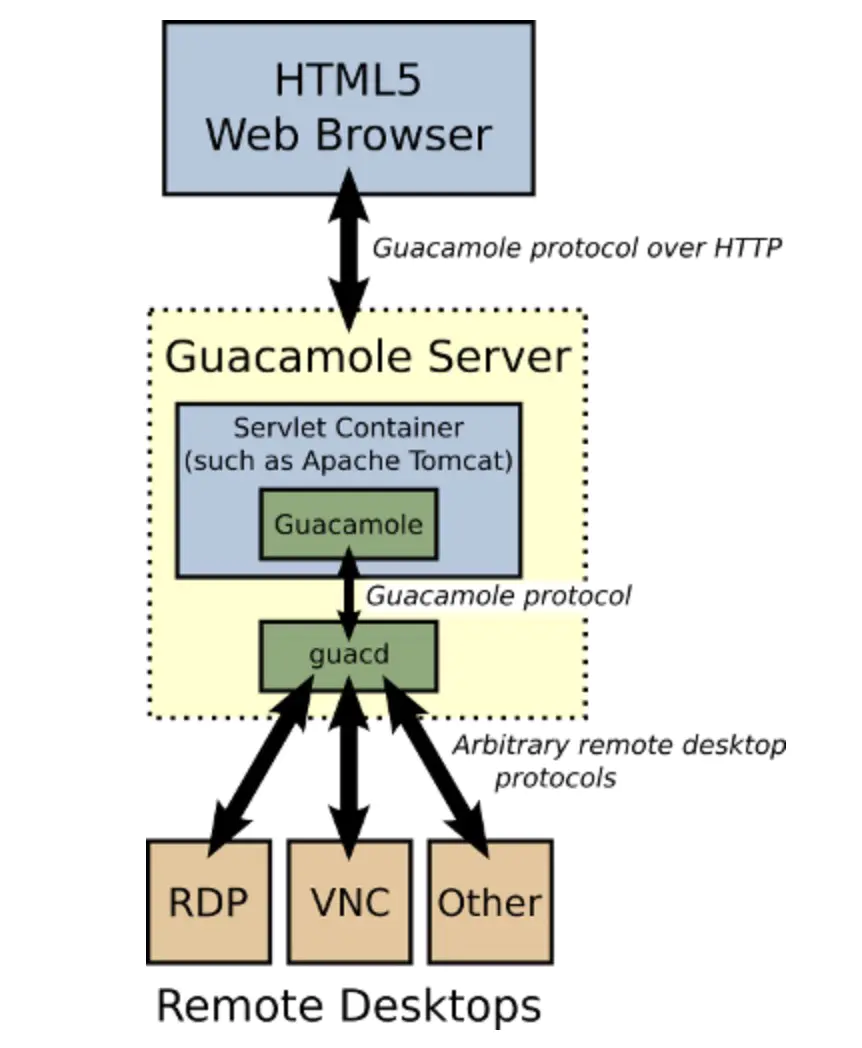 HTML5
Web Browser
Guacamole protocol over HTTP
Guacamole Server
Servlet Container
(such as Apache Tomcat)
Guacamole
Guacamole protocol
guacd
Arbitrary remote desktop
protocols
RDP
VNC
Other
Remote Desktops